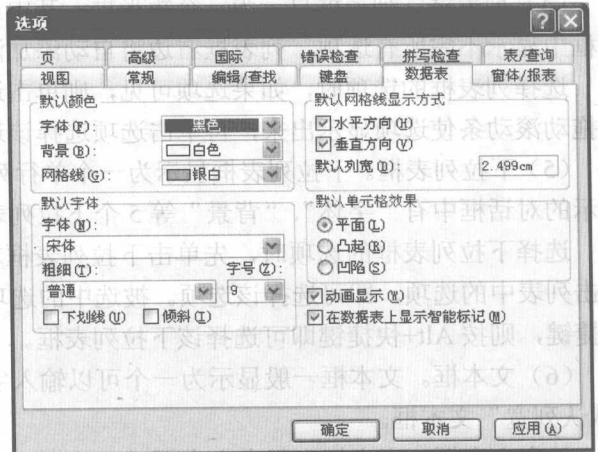 选项
页 高级 国际 错误检查 拼写检查 表/查询
视图 常规 编辑/查找 键盘 数据表 窗体/报表
默认颜色
字体(F): 黑色
背景(B): 白色
网格线(G): 银白
默认字体
字体(N):
宋体
粗细(T): 字号(Z):
普通 9
下划线(U) 倾斜(I)
默认网格线显示方式
水平方向(H)
垂直方向(V)
默认列宽(D): 2.499cm
默认单元格效果
平面(L)
凸起(R)
凹陷(S)
动画显示(W)
在数据表上显示智能标记(M)
确定 取消 应用(A)